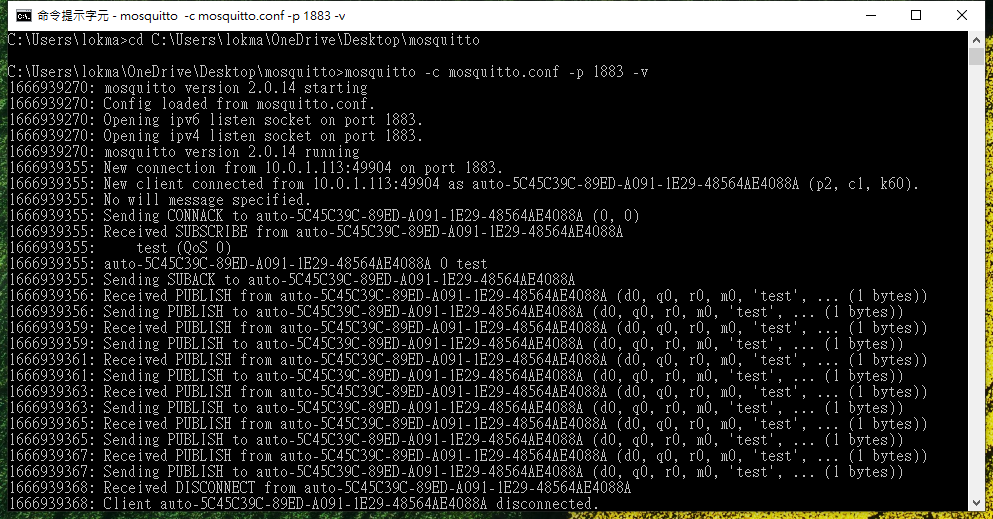 命令提示字元 - mosquitto -c mosquitto.conf -p 1883 -v
C:\Users\lokma>cd C:\Users\lokma\OneDrive\Desktop\mosquitto
C:\Users\lokma\OneDrive\Desktop\mosquitto>mosquitto -c mosquitto.conf -p 1883 -v
1666939270: mosquitto version 2.0.14 starting
1666939270: Config loaded from mosquitto.conf.
1666939270: Opening ipv6 listen socket on port 1883.
1666939270: Opening ipv4 listen socket on port 1883.
1666939270: mosquitto version 2.0.14 running
1666939355: New connection from 10.0.1.113:49904 on port 1883.
1666939355: New client connected from 10.0.1.113:49904 as auto-5C45C39C-89ED-A091-1E29-48564AE4088A (p2, c1, k60).
1666939355: No will message specified.
1666939355: Sending CONNACK to auto-5C45C39C-89ED-A091-1E29-48564AE4088A (0, 0)
1666939355: Received SUBSCRIBE from auto-5C45C39C-89ED-A091-1E29-48564AE4088A
1666939355:     test (QoS 0)
1666939355: auto-5C45C39C-89ED-A091-1E29-48564AE4088A 0 test
1666939355: Sending SUBACK to auto-5C45C39C-89ED-A091-1E29-48564AE4088A
1666939356: Received PUBLISH from auto-5C45C39C-89ED-A091-1E29-48564AE4088A (d0, q0, r0, m0, 'test', ... (1 bytes))
1666939356: Sending PUBLISH to auto-5C45C39C-89ED-A091-1E29-48564AE4088A (d0, q0, r0, m0, 'test', ... (1 bytes))
1666939359: Received PUBLISH from auto-5C45C39C-89ED-A091-1E29-48564AE4088A (d0, q0, r0, m0, 'test', ... (1 bytes))
1666939359: Sending PUBLISH to auto-5C45C39C-89ED-A091-1E29-48564AE4088A (d0, q0, r0, m0, 'test', ... (1 bytes))
1666939361: Received PUBLISH from auto-5C45C39C-89ED-A091-1E29-48564AE4088A (d0, q0, r0, m0, 'test', ... (1 bytes))
1666939361: Sending PUBLISH to auto-5C45C39C-89ED-A091-1E29-48564AE4088A (d0, q0, r0, m0, 'test', ... (1 bytes))
1666939363: Received PUBLISH from auto-5C45C39C-89ED-A091-1E29-48564AE4088A (d0, q0, r0, m0, 'test', ... (1 bytes))
1666939363: Sending PUBLISH to auto-5C45C39C-89ED-A091-1E29-48564AE4088A (d0, q0, r0, m0, 'test', ... (1 bytes))
1666939365: Received PUBLISH from auto-5C45C39C-89ED-A091-1E29-48564AE4088A (d0, q0, r0, m0, 'test', ... (1 bytes))
1666939365: Sending PUBLISH to auto-5C45C39C-89ED-A091-1E29-48564AE4088A (d0, q0, r0, m0, 'test', ... (1 bytes))
1666939367: Received PUBLISH from auto-5C45C39C-89ED-A091-1E29-48564AE4088A (d0, q0, r0, m0, 'test', ... (1 bytes))
1666939367: Sending PUBLISH to auto-5C45C39C-89ED-A091-1E29-48564AE4088A (d0, q0, r0, m0, 'test', ... (1 bytes))
1666939368: Received DISCONNECT from auto-5C45C39C-89ED-A091-1E29-48564AE4088A
1666939368: Client auto-5C45C39C-89ED-A091-1E29-48564AE4088A disconnected.